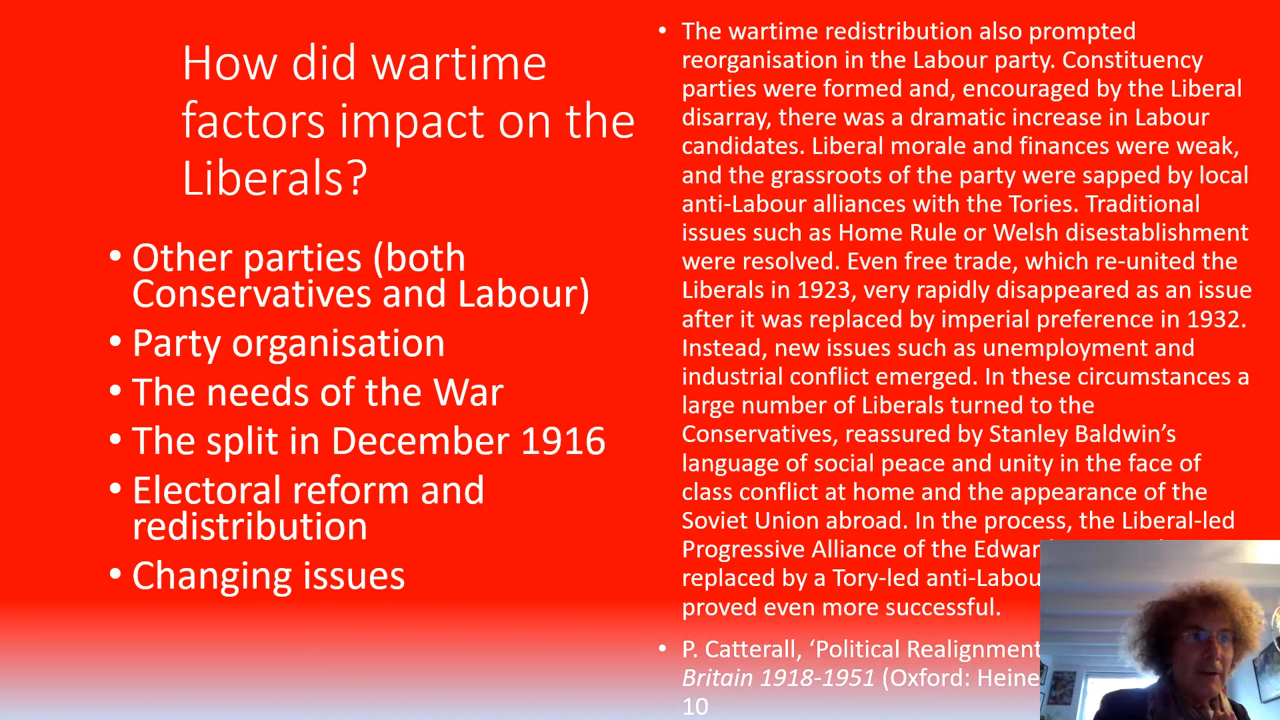 How did wartime
factors impact on the
Liberals?
• Other parties (both
Conservatives and Labour)
• Party organisation
• The needs of the War
• The split in December 1916
• Electoral reform and
redistribution
• Changing issues
• The wartime redistribution also prompted
reorganisation in the Labour party. Constituency
parties were formed and, encouraged by the Liberal
disarray, there was a dramatic increase in Labour
candidates. Liberal morale and finances were weak,
and the grassroots of the party were sapped by local
anti-Labour alliances with the Tories. Traditional
issues such as Home Rule or Welsh disestablishment
were resolved. Even free trade, which re-united the
Liberals in 1923, very rapidly disappeared as an issue
after it was replaced by imperial preference in 1932.
Instead, new issues such as unemployment and
industrial conflict emerged. In these circumstances a
large number of Liberals turned to the
Conservatives, reassured by Stanley Baldwin’s
language of social peace and unity in the face of
class conflict at home and the appearance of the
Soviet Union abroad. In the process, the Liberal-led
Progressive Alliance of the
replaced by a Tory-led
proved even more successful.
• P. Catterall, ‘Political Realignment
Britain 1918-1951 (Oxford:
10